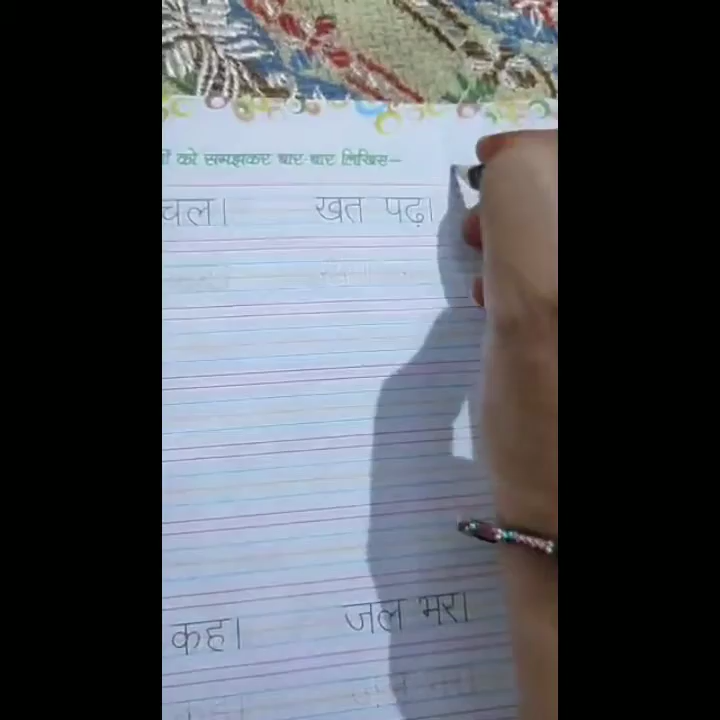 को समझकर बार-बार लिखिए—
चल। खत पढ़।
कह। जल भर।